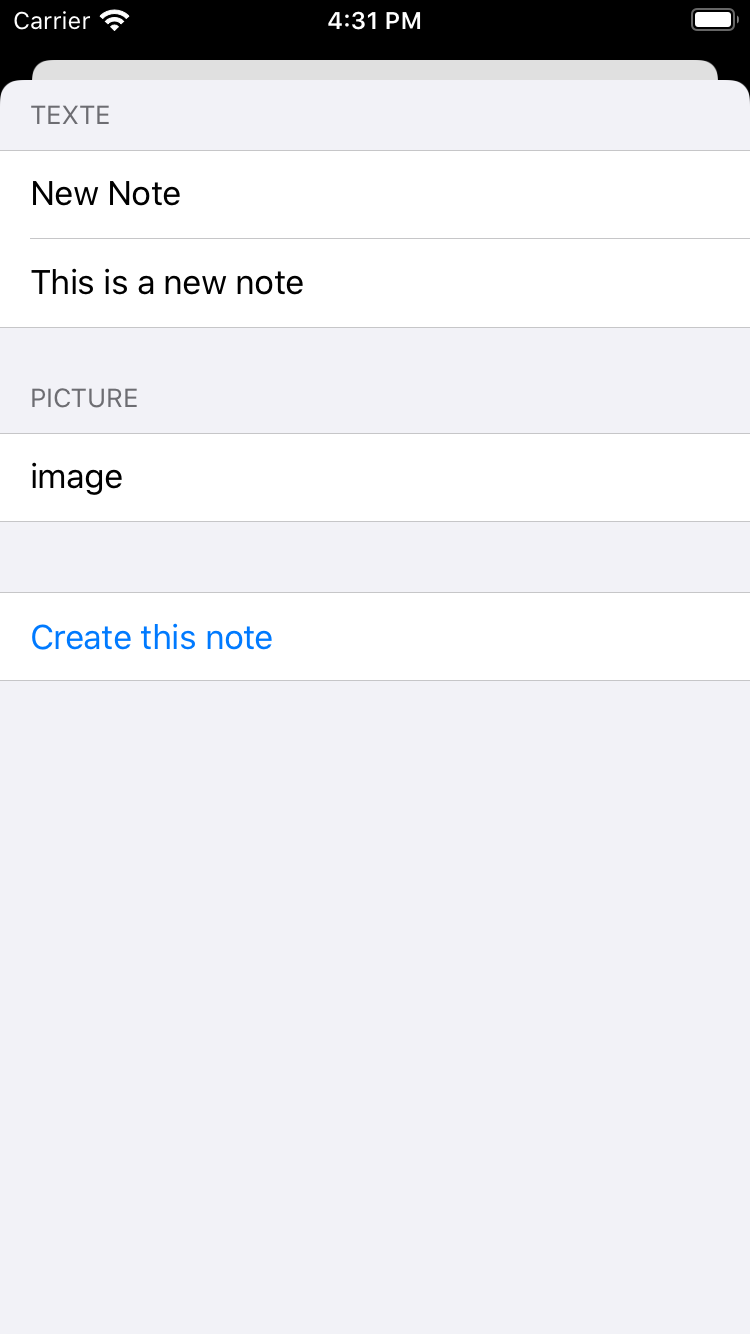 Carrier 4:31 PM
TEXTE
New Note
This is a new note
PICTURE
image
Create this note